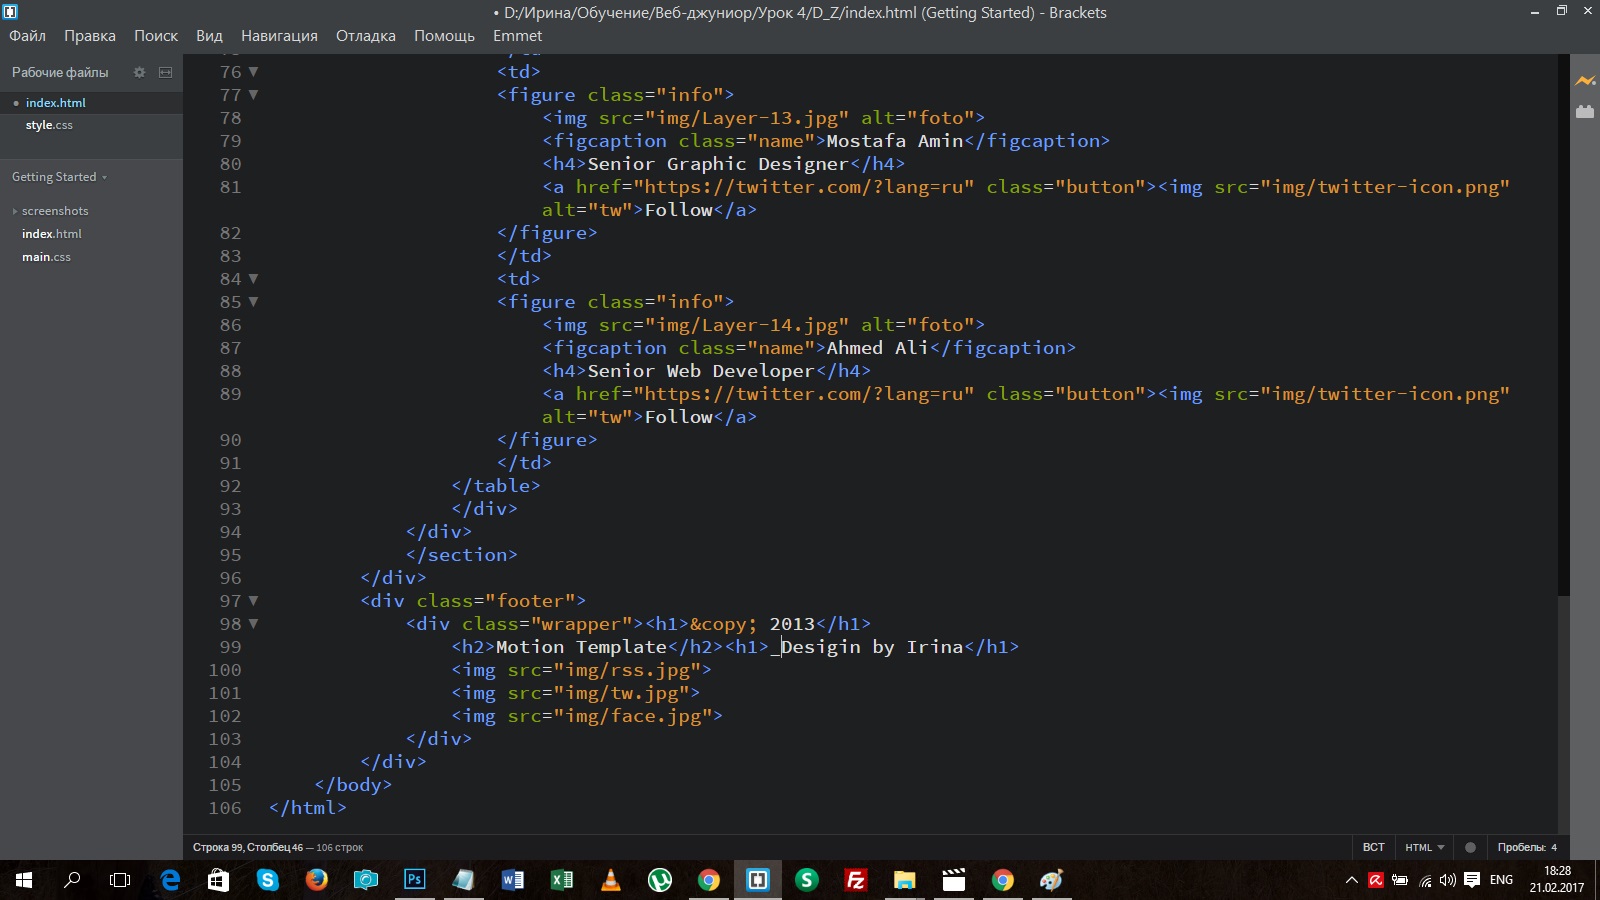 • D:/Ирина/Обучение/Веб-джуниор/Урок 4/D_Z/index.html (Getting Started) - Brackets
Файл Правка Поиск Вид Навигация Отладка Помощь Emmet
Рабочие файлы
index.html
style.css
Getting Started
screenshots
index.html
main.css
76 <td>
77 <figure class="info">
78 <img src="img/Layer-13.jpg" alt="foto">
79 <figcaption class="name">Mostafa Amin</figcaption>
80 <h4>Senior Graphic Designer</h4>
81 <a href="https://twitter.com/?lang=ru" class="button"><img src="img/twitter-icon.png"
alt="tw">Follow</a>
82 </figure>
83 </td>
84 <td>
85 <figure class="info">
86 <img src="img/Layer-14.jpg" alt="foto">
87 <figcaption class="name">Ahmed Ali</figcaption>
88 <h4>Senior Web Developer</h4>
89 <a href="https://twitter.com/?lang=ru" class="button"><img src="img/twitter-icon.png"
alt="tw">Follow</a>
90 </figure>
91 </td>
92 </table>
93 </div>
94 </div>
95 </section>
96 </div>
97 <div class="footer">
98 <div class="wrapper"><h1>&copy; 2013</h1>
99 <h2>Motion Template</h2><h1>_Desigin by Irina</h1>
100 <img src="img/rss.jpg">
101 <img src="img/tw.jpg">
102 <img src="img/face.jpg">
103 </div>
104 </div>
105 </body>
106 </html>
Строка 99, Столбец 46 — 106 строк
ВСТ HTML Пробелы: 4
Ps
ENG
18:28
21.02.2017